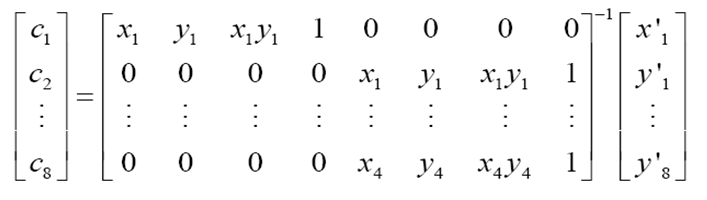 c₁ x₁ y₁ x₁y₁ 1 0 0 0 0 -1 x'₁
c₂ = 0 0 0 0 x₁ y₁ x₁y₁ 1 y'₁
⋮ ⋮ ⋮ ⋮ ⋮ ⋮ ⋮ ⋮ ⋮ ⋮
c₈ 0 0 0 0 x₄ y₄ x₄y₄ 1 y'₈